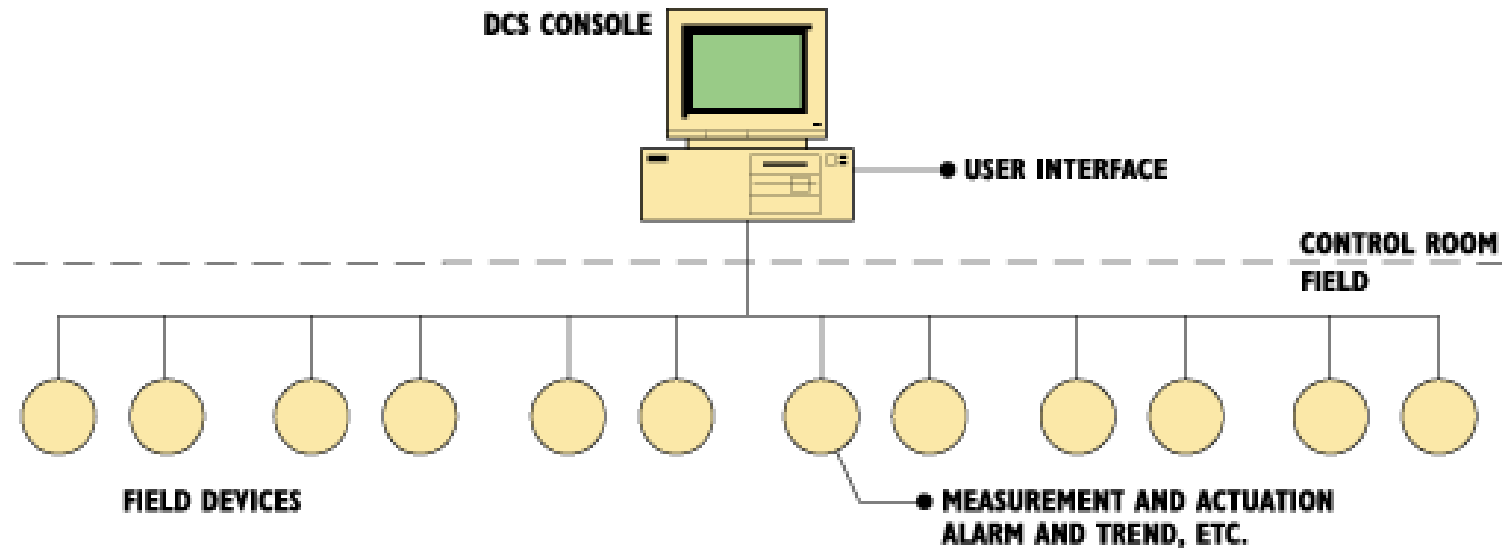 DCS CONSOLE
USER INTERFACE
CONTROL ROOM
FIELD
FIELD DEVICES
MEASUREMENT AND ACTUATION
ALARM AND TREND, ETC.